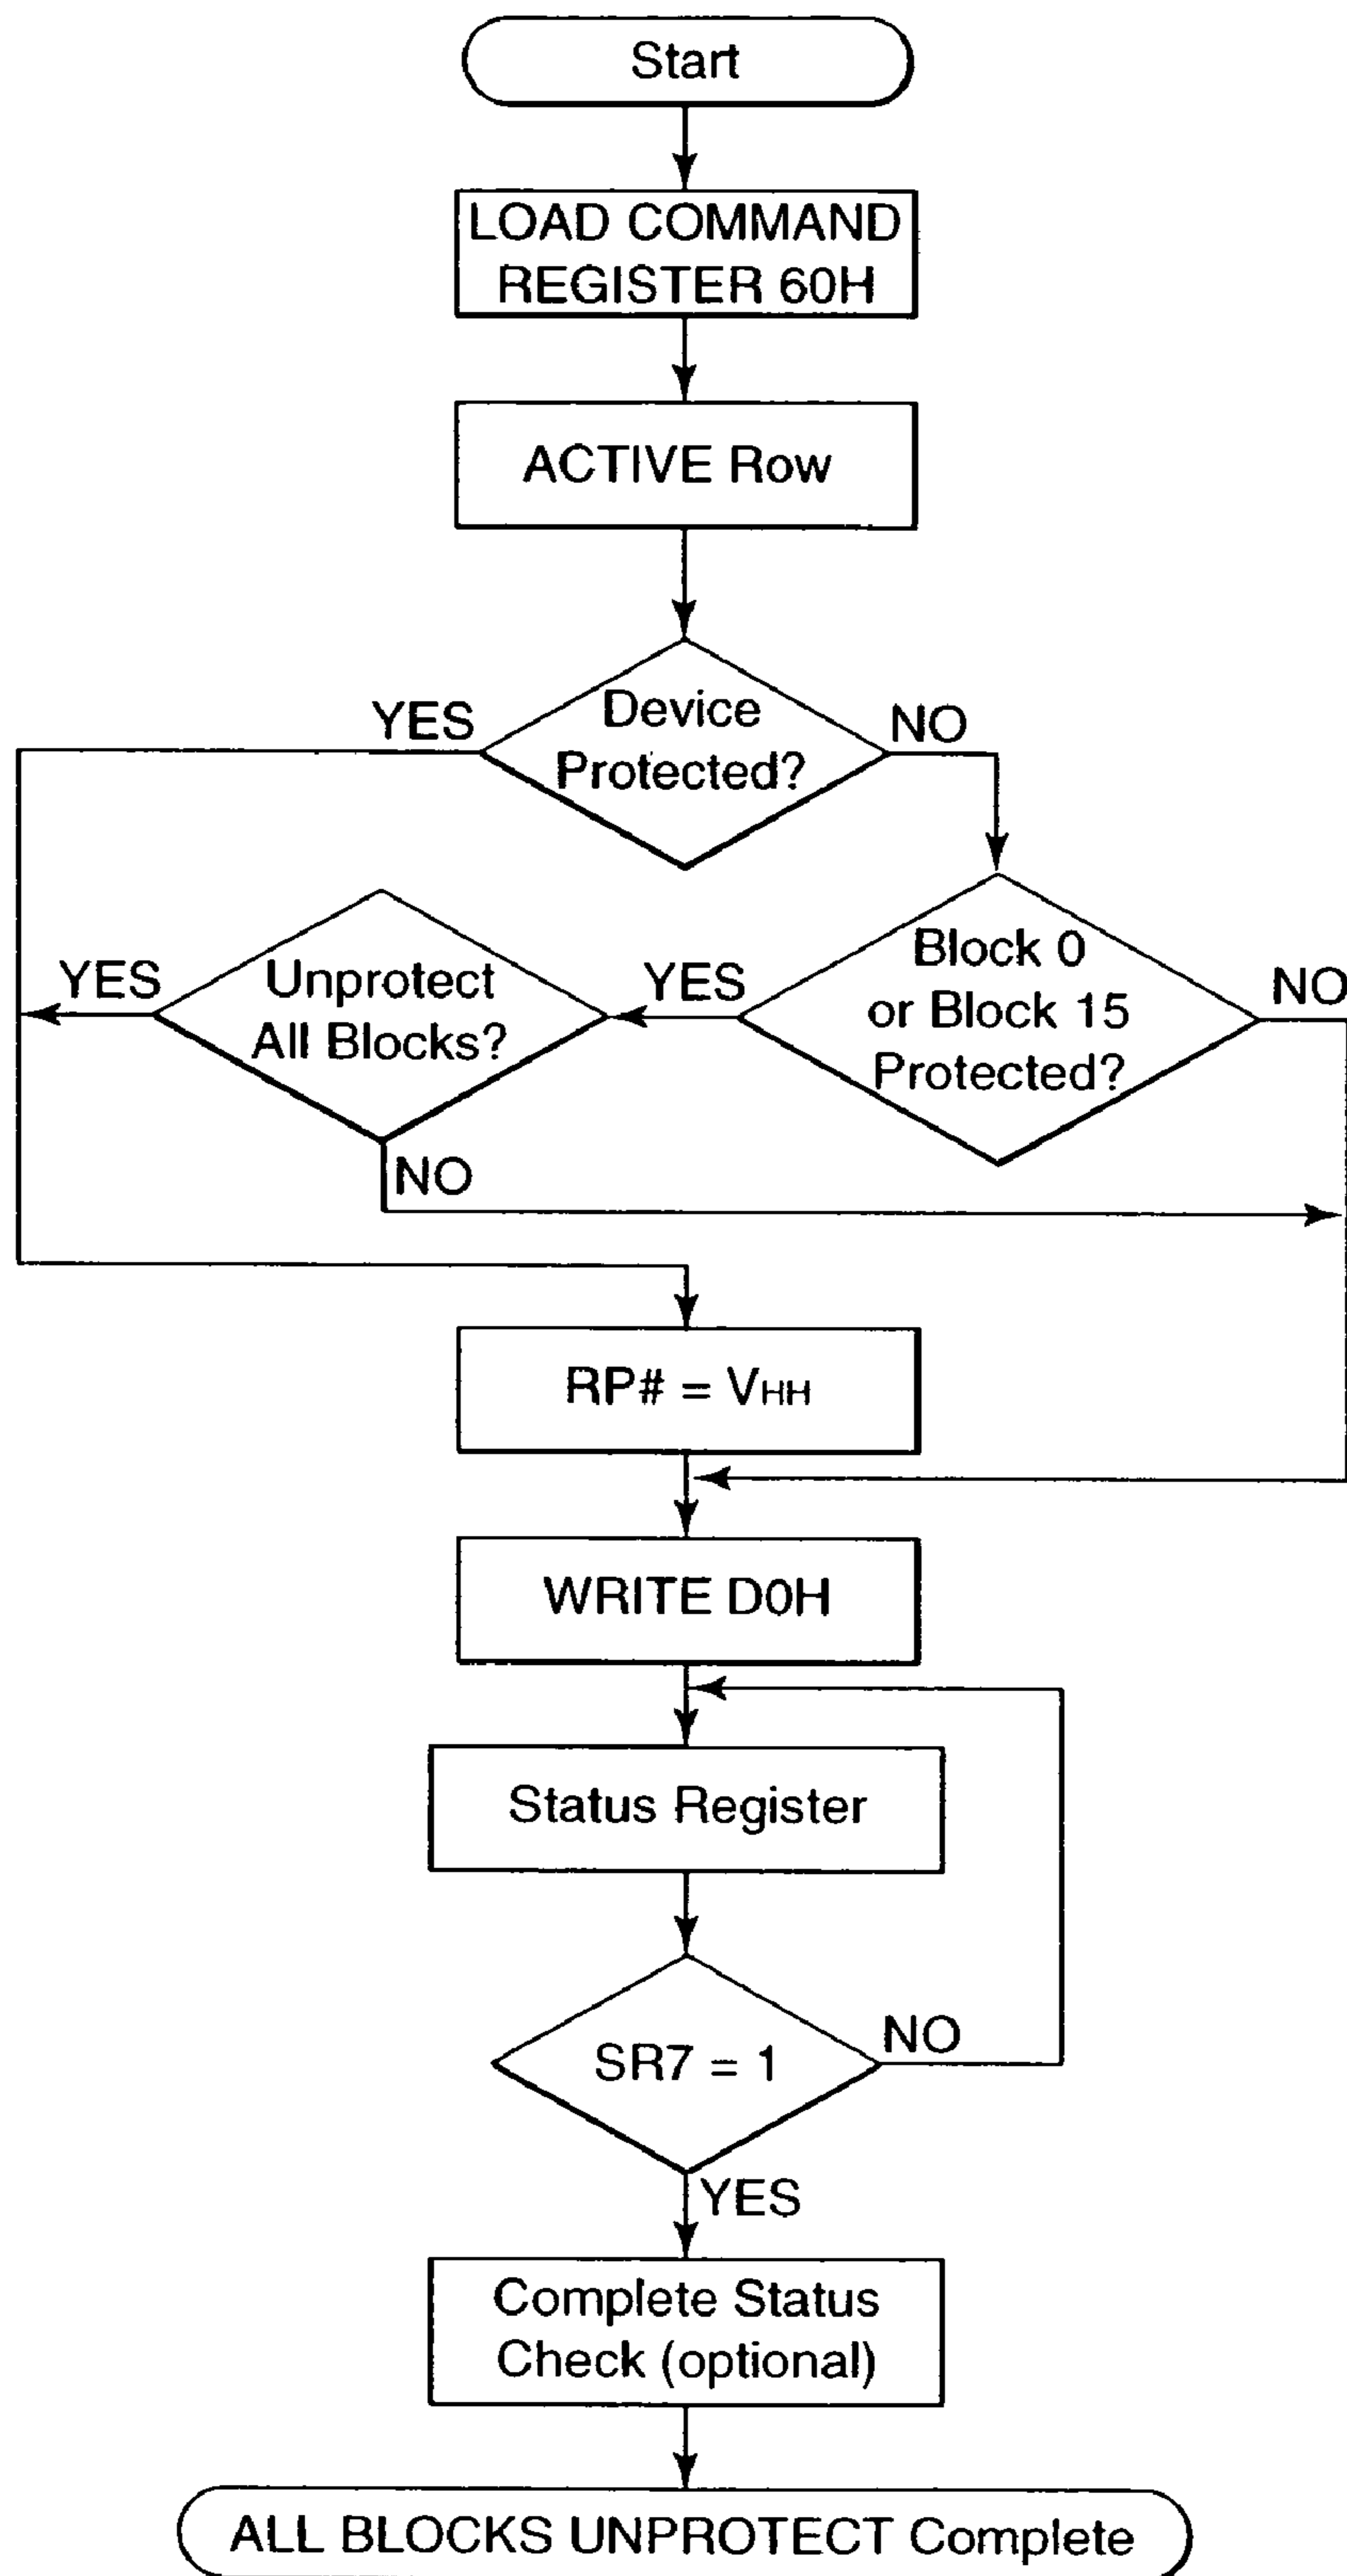 Start
LOAD COMMAND
REGISTER 60H
ACTIVE Row
Device
Protected?
YES
NO
Block 0
or Block 15
Protected?
YES
NO
Unprotect
All Blocks?
YES
NO
RP# = VHH
WRITE D0H
Status Register
SR7 = 1
NO
YES
Complete Status
Check (optional)
ALL BLOCKS UNPROTECT Complete